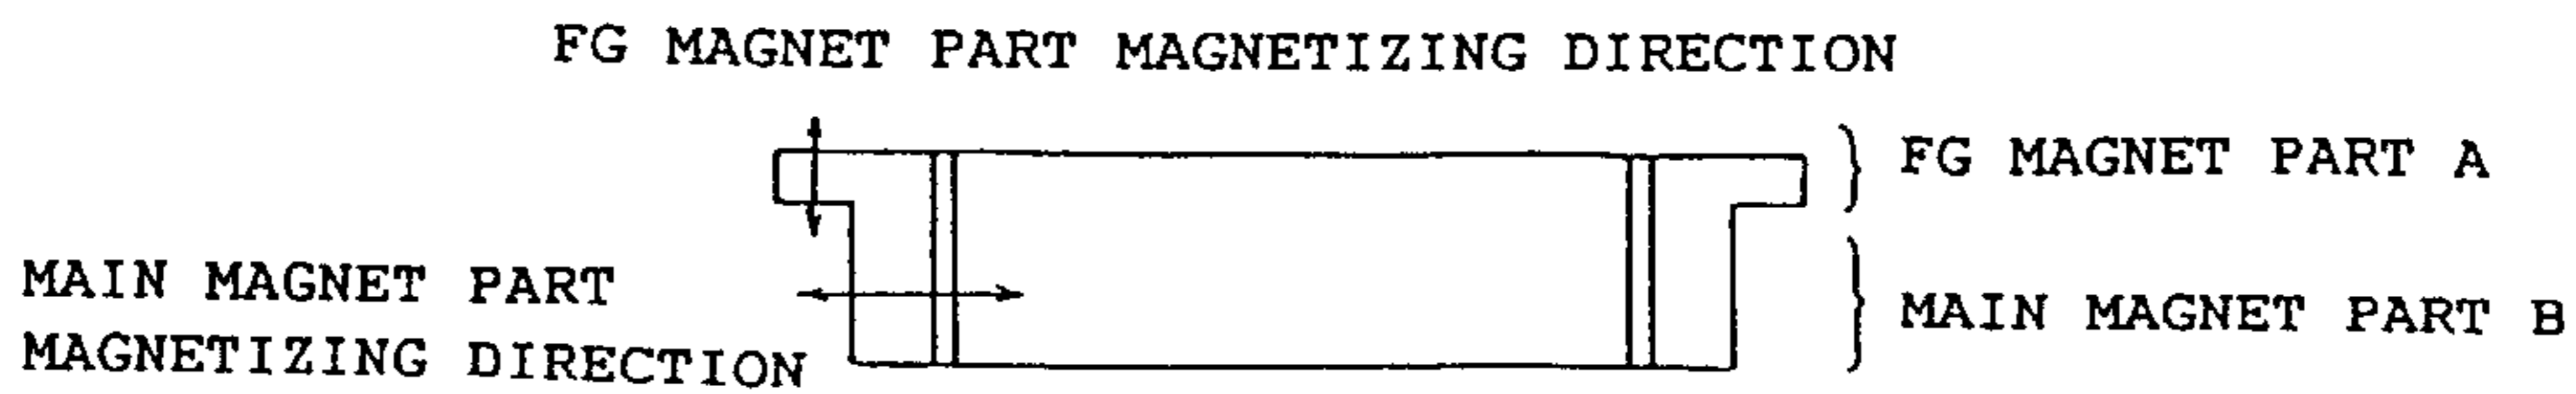 FG MAGNET PART MAGNETIZING DIRECTION
FG MAGNET PART A
MAIN MAGNET PART
MAGNETIZING DIRECTION
MAIN MAGNET PART B